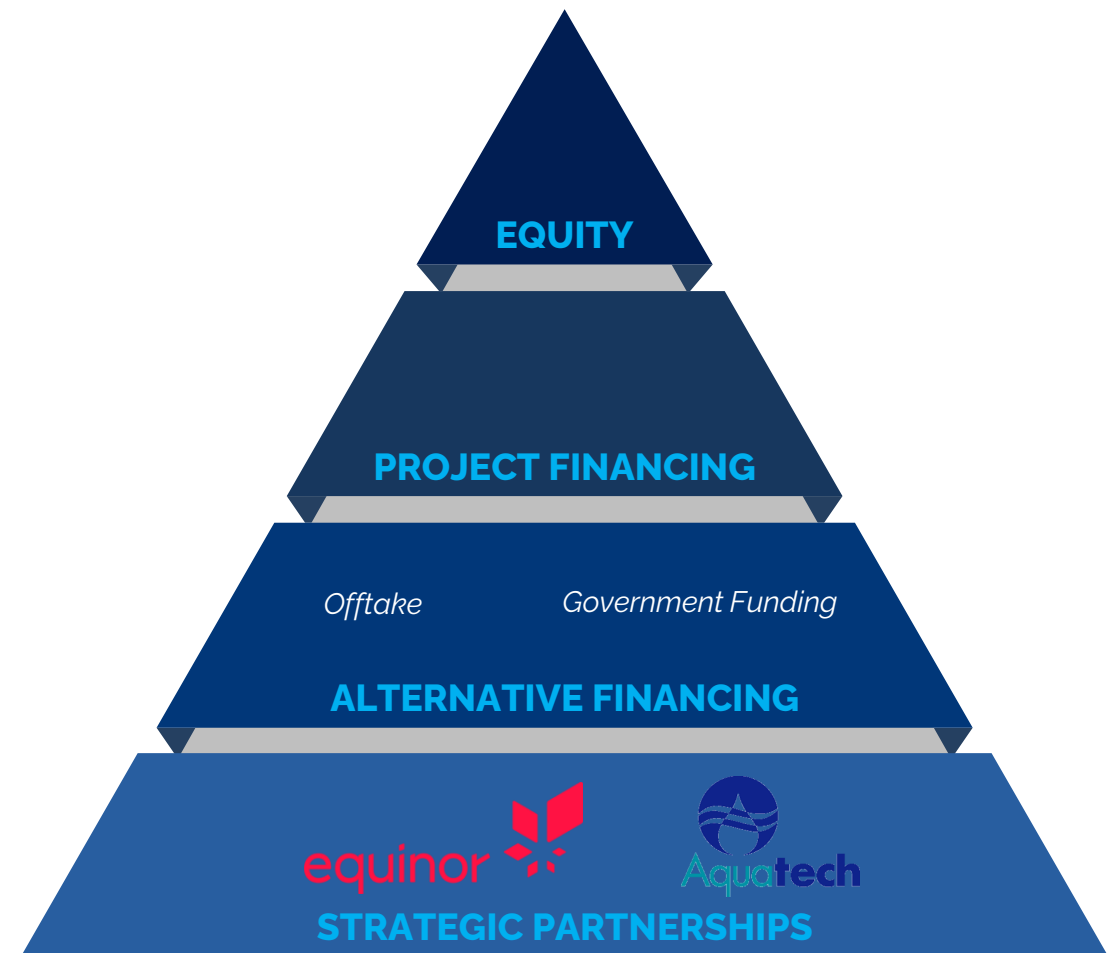 EQUITY
PROJECT FINANCING
Offtake
Government Funding
ALTERNATIVE FINANCING
equinor
Aquatech
STRATEGIC PARTNERSHIPS